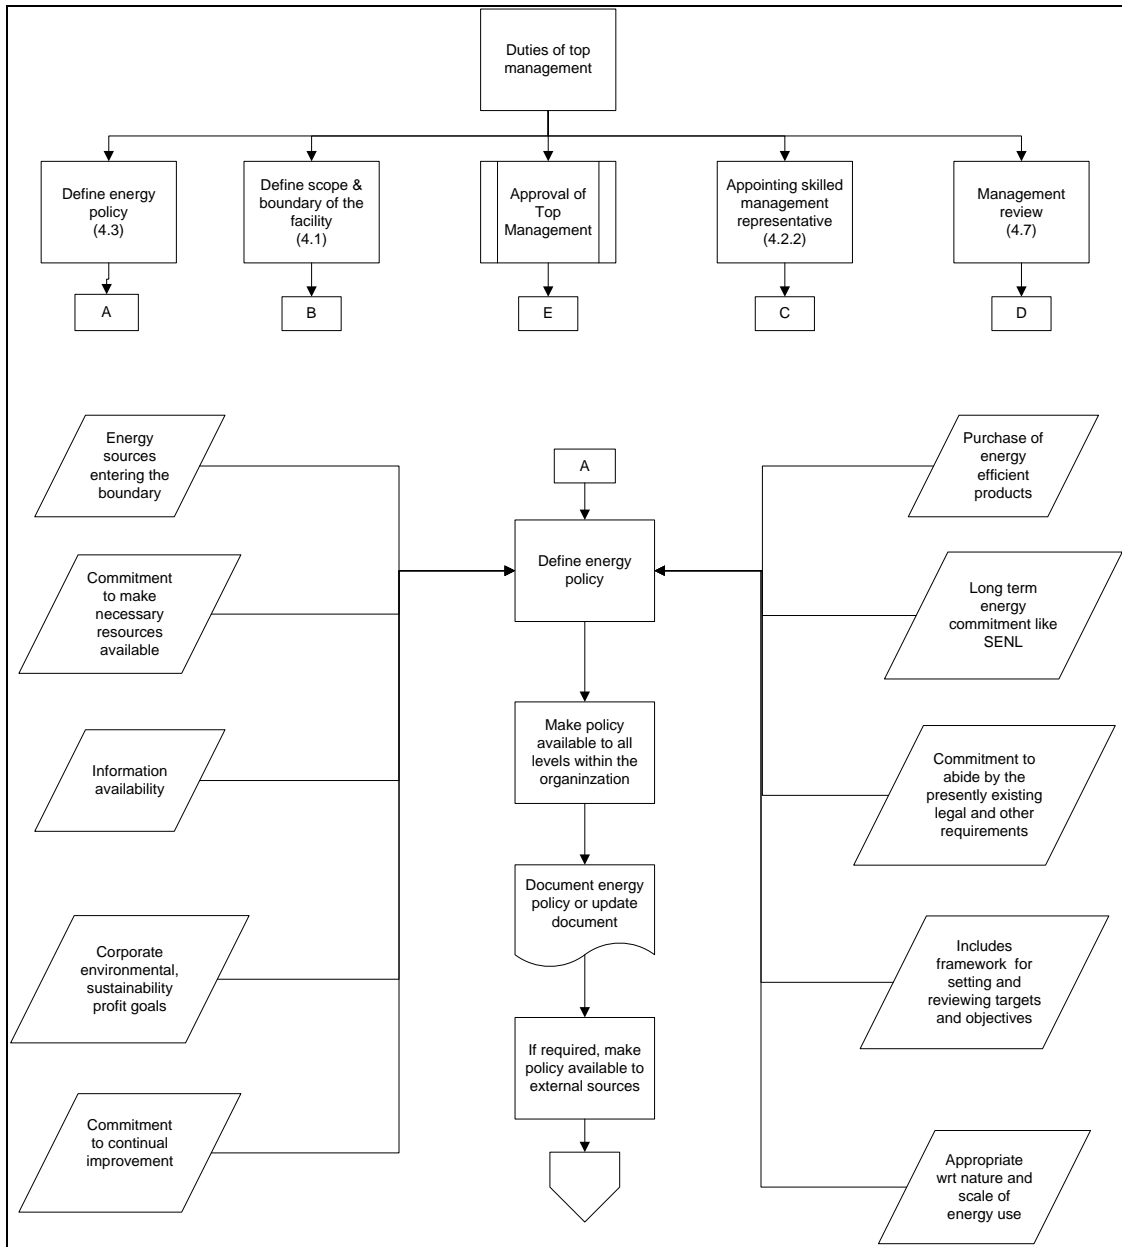 Duties of top
management
Define energy
policy
(4.3)
Define scope &
boundary of the
facility
(4.1)
Approval of
Top
Management
Appointing skilled
management
representative
(4.2.2)
Management
review
(4.7)
A
B
E
C
D
Energy
sources
entering the
boundary
Commitment
to make
necessary
resources
available
Information
availability
Corporate
environmental,
sustainability
profit goals
Commitment
to continual
improvement
A
Define energy
policy
Make policy
available to all
levels within the
organinzation
Document energy
policy or update
document
If required, make
policy available to
external sources
Purchase of
energy
efficient
products
Long term
energy
commitment like
SENL
Commitment to
abide by the
presently existing
legal and other
requirements
Includes
framework for
setting and
reviewing targets
and objectives
Appropriate
wrt nature and
scale of
energy use